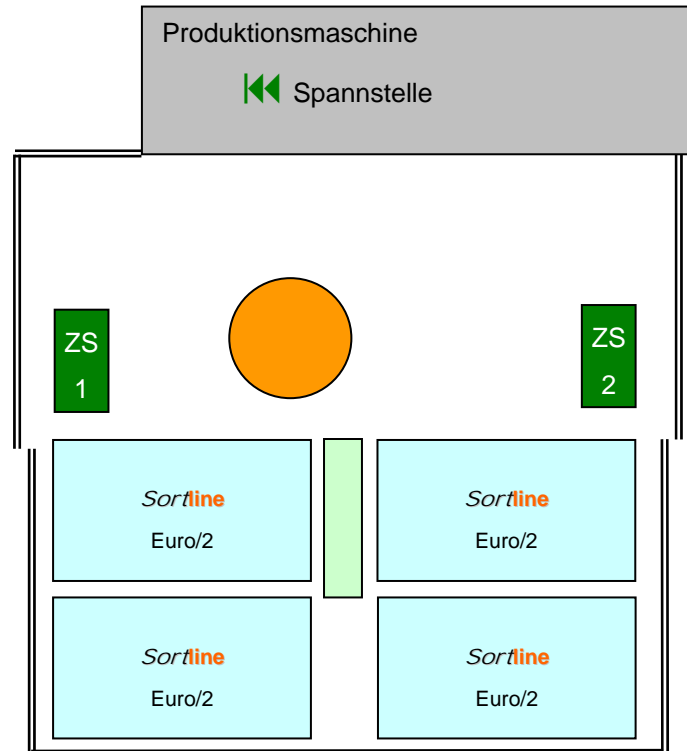 Produktionsmaschine
Spannstelle
ZS
1
ZS
2
Sortline
Euro/2
Sortline
Euro/2
Sortline
Euro/2
Sortline
Euro/2